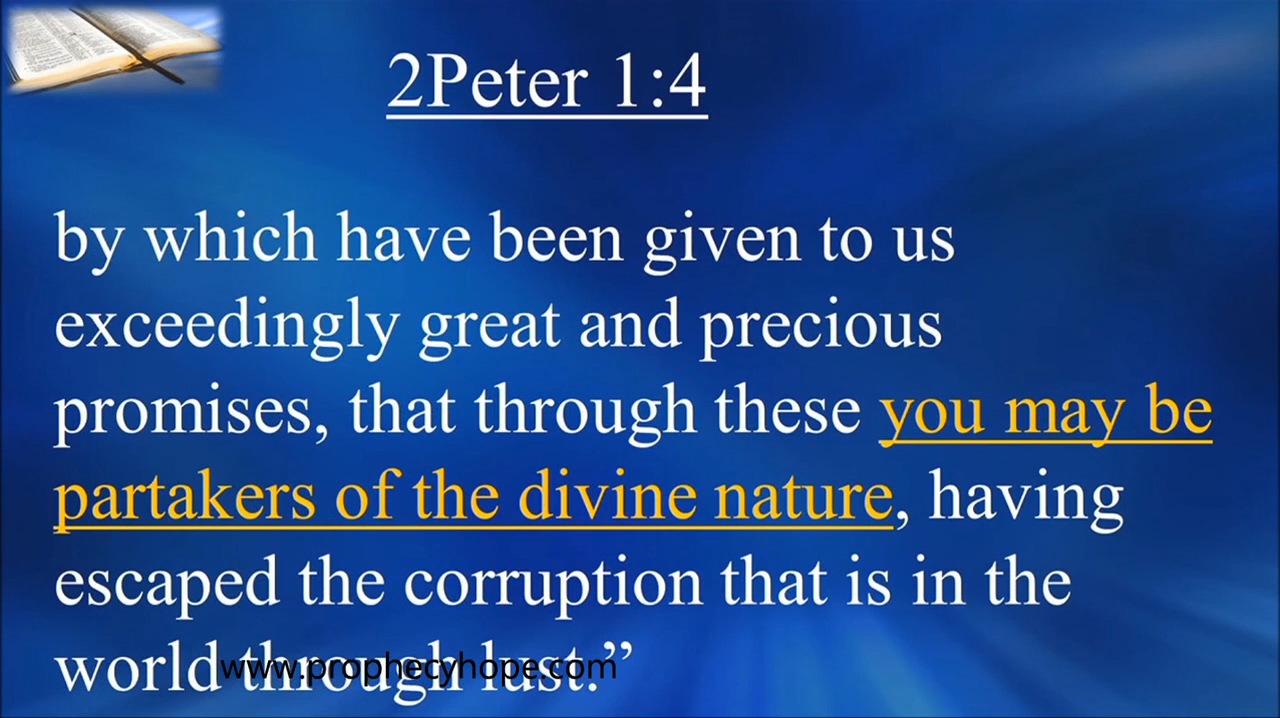 2Peter 1:4
by which have been given to us
exceedingly great and precious
promises, that through these you may be
partakers of the divine nature, having
escaped the corruption that is in the
world through lust.”
www.prophecyhope.com